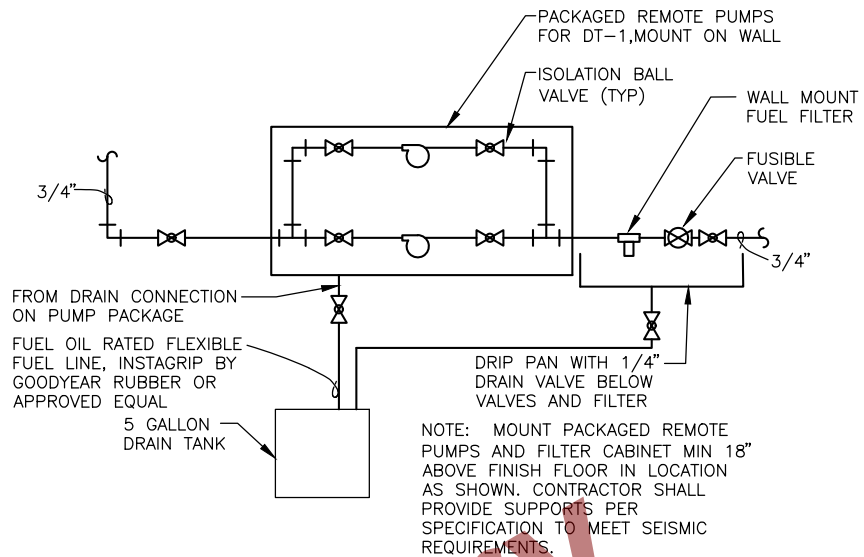 PACKAGED REMOTE PUMPS
FOR DT-1,MOUNT ON WALL
ISOLATION BALL
VALVE (TYP)
WALL MOUNT
FUEL FILTER
FUSIBLE
VALVE
3/4"
3/4"
FROM DRAIN CONNECTION
ON PUMP PACKAGE
FUEL OIL RATED FLEXIBLE
FUEL LINE, INSTAGRIP BY
GOODYEAR RUBBER OR
APPROVED EQUAL
5 GALLON
DRAIN TANK
DRIP PAN WITH 1/4"
DRAIN VALVE BELOW
VALVES AND FILTER
NOTE: MOUNT PACKAGED REMOTE
PUMPS AND FILTER CABINET MIN 18"
ABOVE FINISH FLOOR IN LOCATION
AS SHOWN. CONTRACTOR SHALL
PROVIDE SUPPORTS PER
SPECIFICATION TO MEET SEISMIC
REQUIREMENTS.